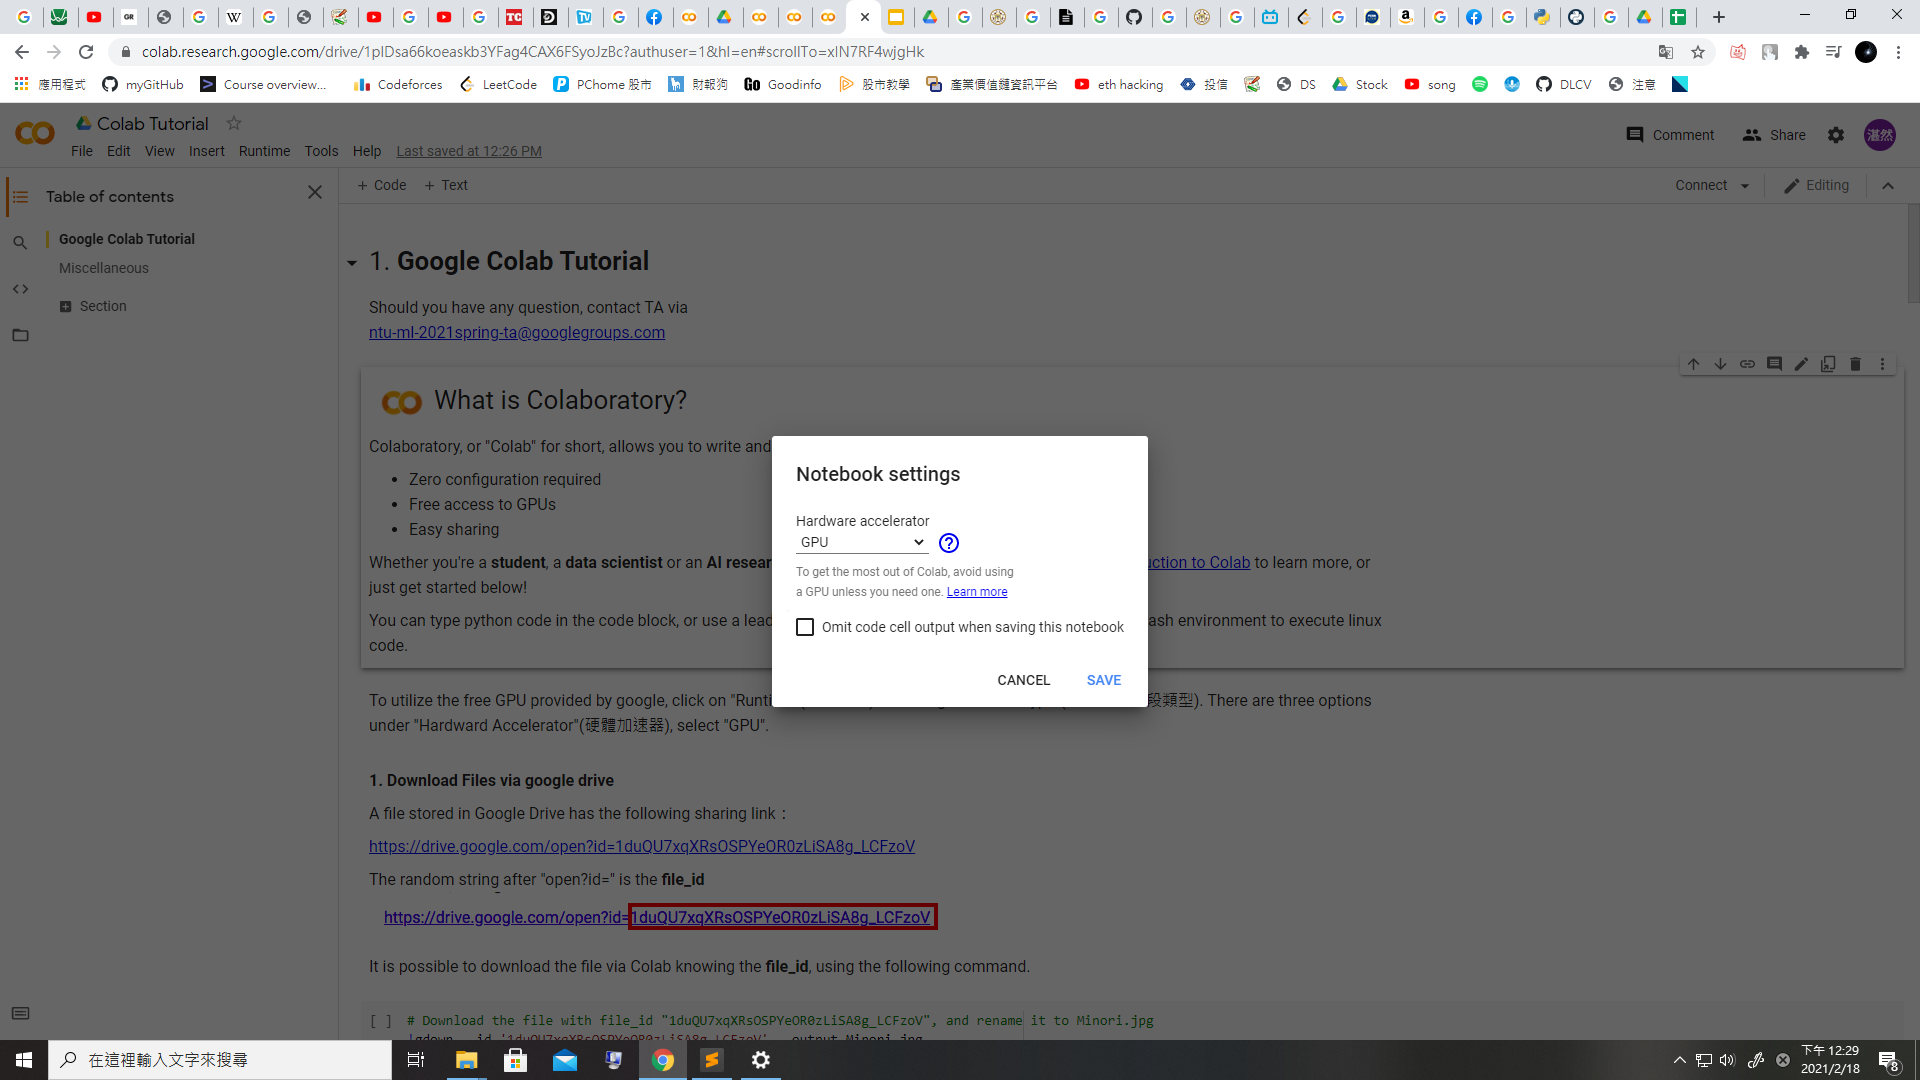 colab.research.google.com/drive/1plDsa66koeaskb3YFag4CAX6FSyoJzBc?authuser=1&hl=en#scrollTo=xIN7RF4wjgHk
應用程式 myGitHub Course overview... Codeforces LeetCode PChome 股市 財報狗 Goodinfo 股市教學 產業價值鏈資訊平台 eth hacking 投信 DS Stock song DLCV 注意
Colab Tutorial
Comment Share 湛然
File Edit View Insert Runtime Tools Help Last saved at 12:26 PM
Table of contents
+ Code + Text
Connect Editing
Google Colab Tutorial
Miscellaneous
Section
1. Google Colab Tutorial
Should you have any question, contact TA via
ntu-ml-2021spring-ta@googlegroups.com
What is Colaboratory?
Colaboratory, or "Colab" for short, allows you to write and
• Zero configuration required
• Free access to GPUs
• Easy sharing
Whether you're a student, a data scientist or an AI resear
uction to Colab to learn more, or
just get started below!
You can type python code in the code block, or use a lead
ash environment to execute linux
code.
Notebook settings
Hardware accelerator
GPU
To get the most out of Colab, avoid using
a GPU unless you need one. Learn more
Omit code cell output when saving this notebook
CANCEL SAVE
To utilize the free GPU provided by google, click on "Runti
段類型). There are three options
under "Hardward Accelerator"(硬體加速器), select "GPU".
1. Download Files via google drive
A file stored in Google Drive has the following sharing link：
https://drive.google.com/open?id=1duQU7xqXRsOSPYeOR0zLiSA8g_LCFzoV
The random string after "open?id=" is the file_id
https://drive.google.com/open?id=1duQU7xqXRsOSPYeOR0zLiSA8g_LCFzoV
It is possible to download the file via Colab knowing the file_id, using the following command.
[ ] # Download the file with file_id "1duQU7xqXRsOSPYeOR0zLiSA8g_LCFzoV", and rename it to Minori.jpg
在這裡輸入文字來搜尋
下午 12:29
2021/2/18
8